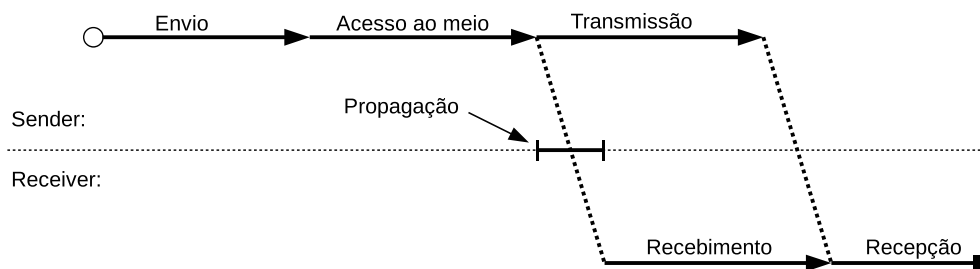 Envio
Acesso ao meio
Transmissão
Propagação
Sender:
Receiver:
Recebimento
Recepção